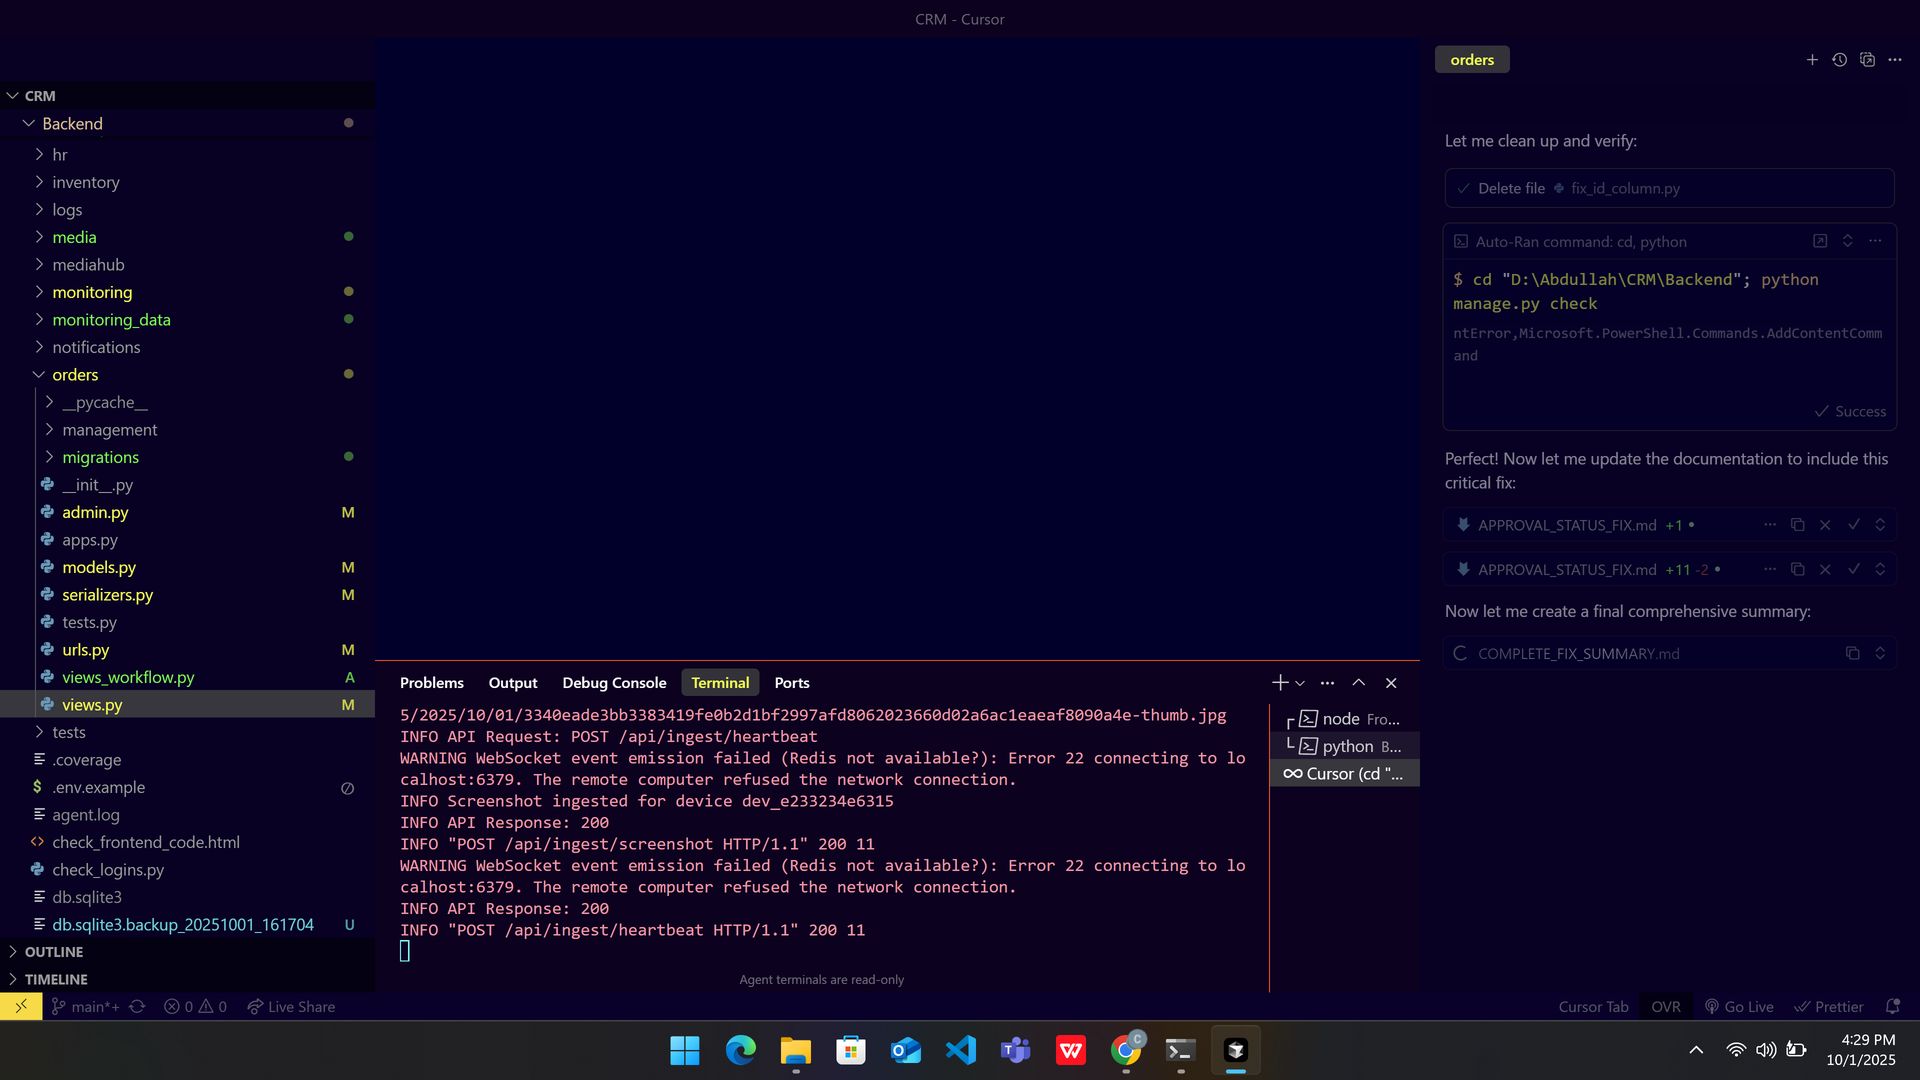 CRM - Cursor
CRM
Backend
hr
inventory
logs
media
mediahub
monitoring
monitoring_data
notifications
orders
__pycache__
management
migrations
__init__.py
admin.py M
apps.py
models.py M
serializers.py M
tests.py
urls.py M
views_workflow.py A
views.py M
tests
.coverage
.env.example
agent.log
check_frontend_code.html
check_logins.py
db.sqlite3
db.sqlite3.backup_20251001_161704 U
OUTLINE
TIMELINE
Problems Output Debug Console Terminal Ports
5/2025/10/01/3340eade3bb3383419fe0b2d1bf2997afd8062023660d02a6ac1eaeaf8090a4e-thumb.jpg
INFO API Request: POST /api/ingest/heartbeat
WARNING WebSocket event emission failed (Redis not available?): Error 22 connecting to lo
calhost:6379. The remote computer refused the network connection.
INFO Screenshot ingested for device dev_e233234e6315
INFO API Response: 200
INFO "POST /api/ingest/screenshot HTTP/1.1" 200 11
WARNING WebSocket event emission failed (Redis not available?): Error 22 connecting to lo
calhost:6379. The remote computer refused the network connection.
INFO API Response: 200
INFO "POST /api/ingest/heartbeat HTTP/1.1" 200 11
Agent terminals are read-only
node Fro...
python B...
Cursor (cd "...
orders
Let me clean up and verify:
Delete file fix_id_column.py
Auto-Ran command: cd, python
$ cd "D:\Abdullah\CRM\Backend"; python
manage.py check
ntError,Microsoft.PowerShell.Commands.AddContentComm
and
Success
Perfect! Now let me update the documentation to include this
critical fix:
APPROVAL_STATUS_FIX.md +1
APPROVAL_STATUS_FIX.md +11 -2
Now let me create a final comprehensive summary:
COMPLETE_FIX_SUMMARY.md
main*+ 0 0 Live Share
Cursor Tab OVR Go Live Prettier
4:29 PM
10/1/2025